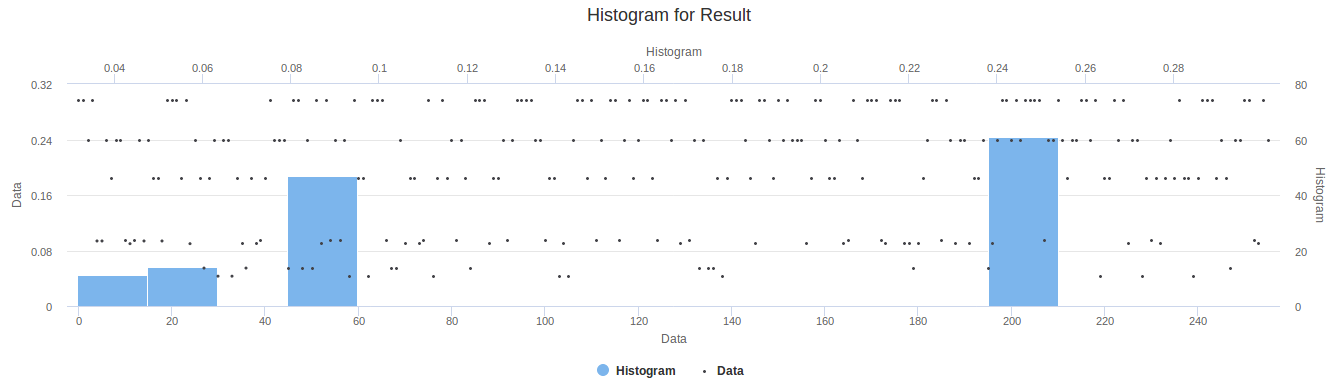 Histogram for Result
Histogram
0.04 0.06 0.08 0.1 0.12 0.14 0.16 0.18 0.2 0.22 0.24 0.26 0.28
0.32 80
0.24 60
0.16 40
0.08 20
0 0
Data
Histogram
0 20 40 60 80 100 120 140 160 180 200 220 240
Data
Histogram Data